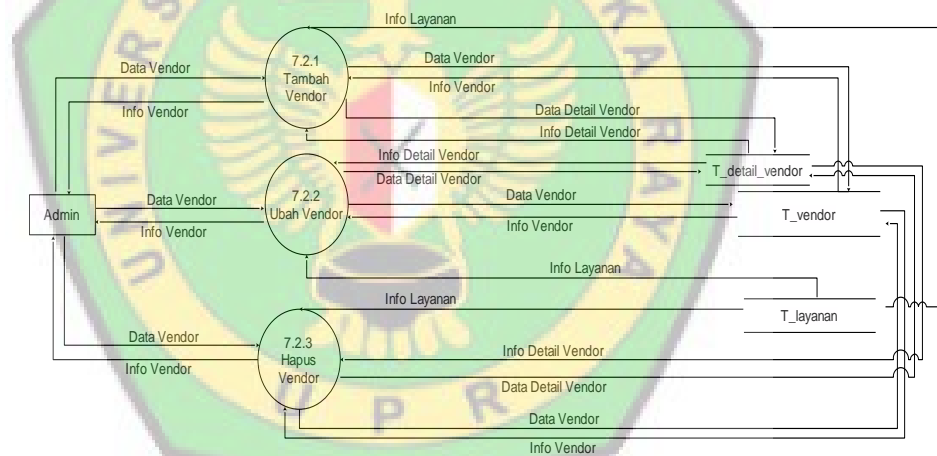 Info Layanan
7.2.1
Tambah
Vendor
Data Vendor
Info Vendor
Data Vendor
Info Vendor
Data Detail Vendor
Info Detail Vendor
Info Detail Vendor
Data Detail Vendor
T_detail_vendor
7.2.2
Ubah Vendor
Admin
Data Vendor
Info Vendor
Data Vendor
Info Vendor
T_vendor
Info Layanan
Info Layanan
T_layanan
7.2.3
Hapus
Vendor
Data Vendor
Info Vendor
Info Detail Vendor
Data Detail Vendor
Data Vendor
Info Vendor
UNIVERS
KA RAYA
U P R